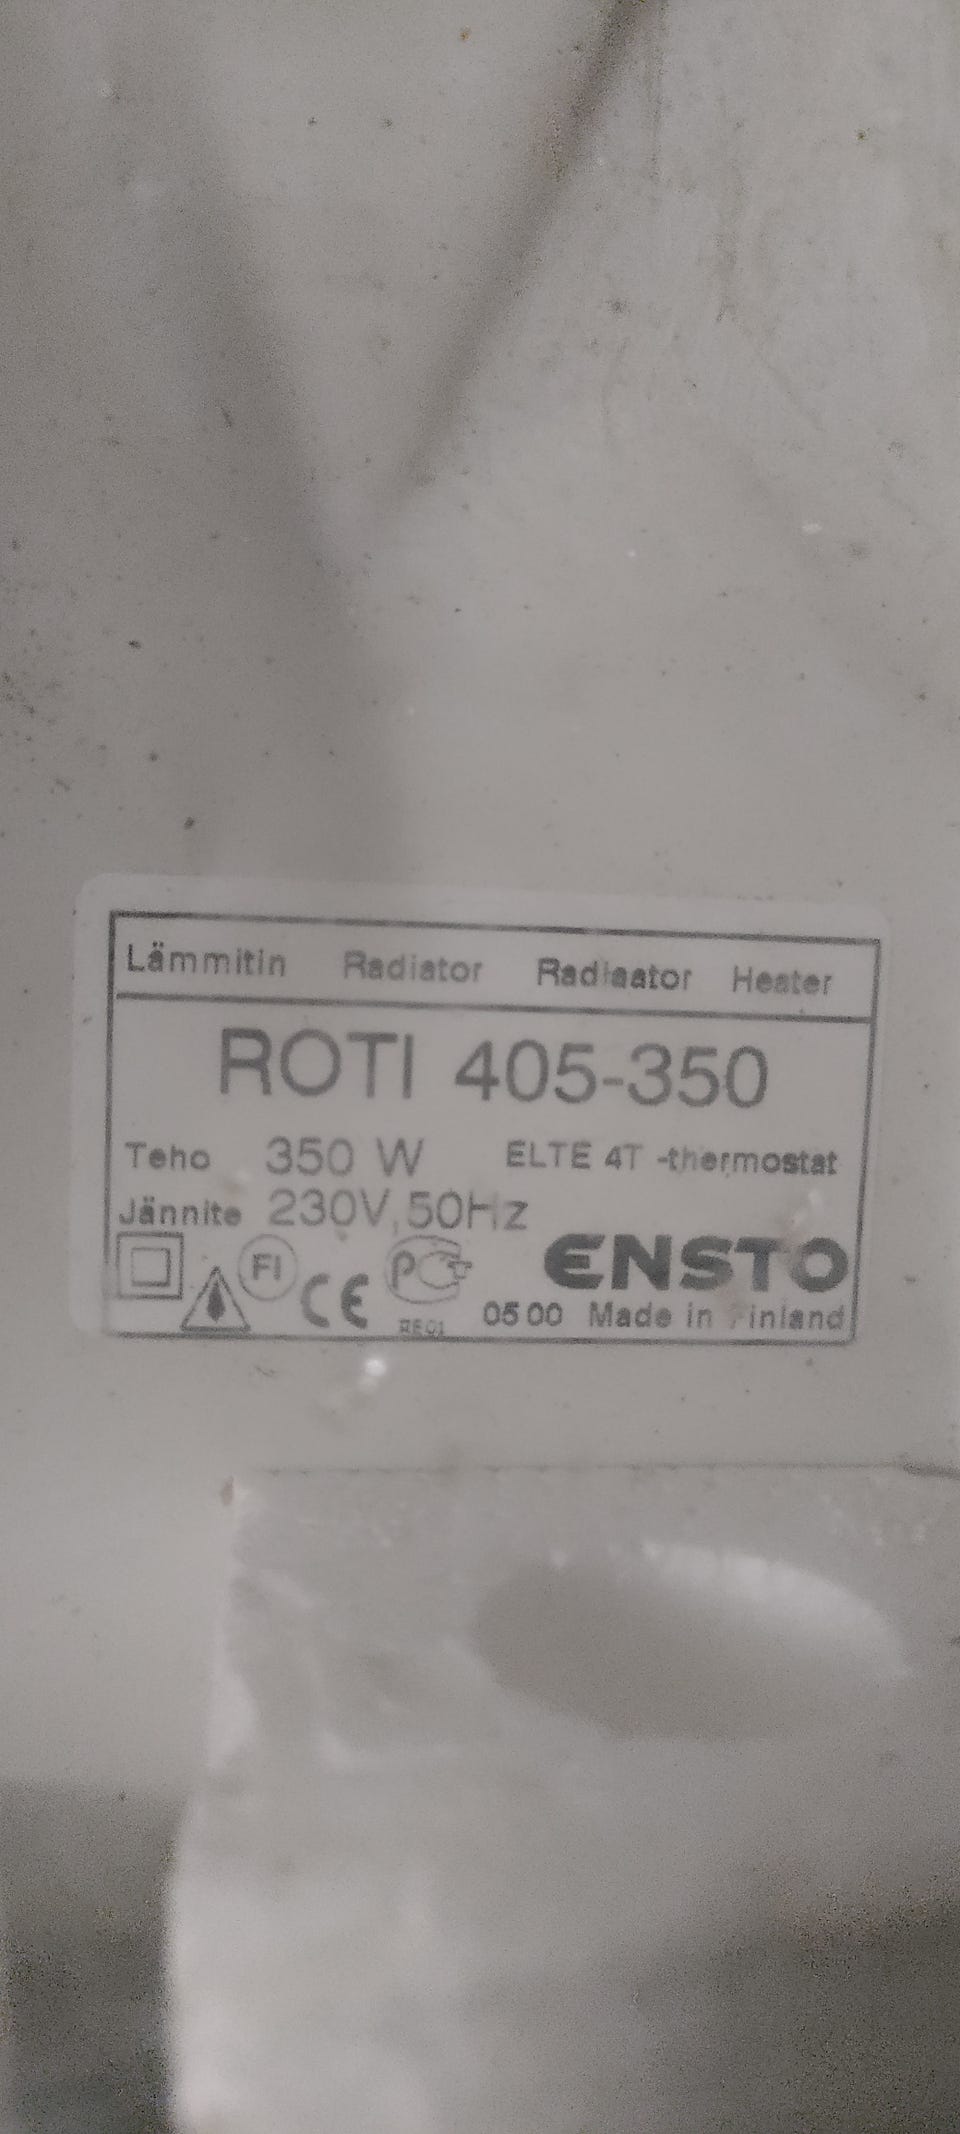 Lämmitin Radiator Radiaator Heater
ROTI 405-350
Teho 350 W ELTE 4T -thermostat
Jännite 230V, 50Hz
FI CE PC ENSTO
0500 Made in Finland